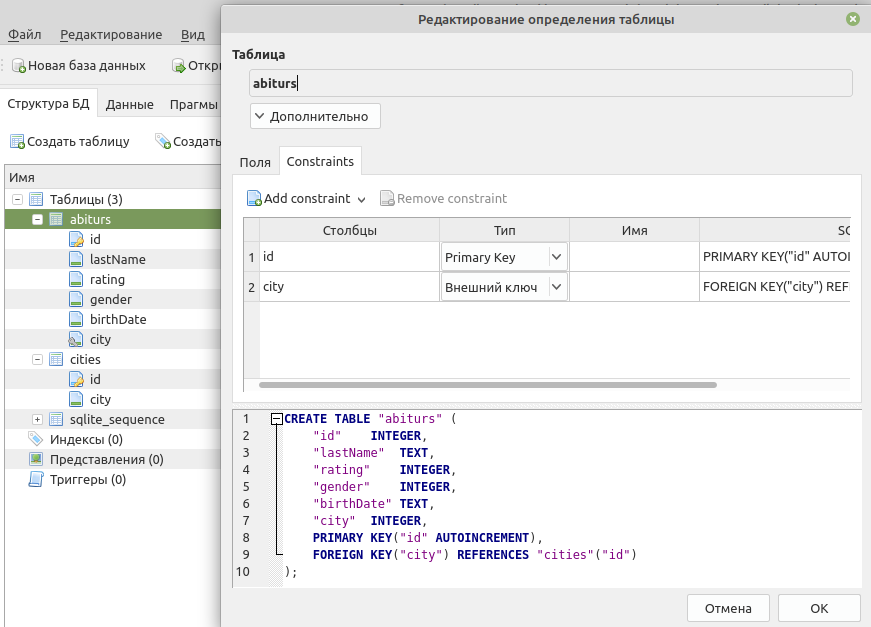 Редактирование определения таблицы
Файл Редактирование Вид
Новая база данных
Структура БД Данные Прагмы
Создать таблицу Создать
Имя
Таблицы (3)
abiturs
id
lastName
rating
gender
birthDate
city
cities
id
city
sqlite_sequence
Индексы (0)
Представления (0)
Триггеры (0)
Таблица
abiturs
Дополнительно
Поля Constraints
Add constraint Remove constraint
Столбцы Тип Имя
1 id Primary Key PRIMARY KEY("id"
2 city Внешний ключ FOREIGN KEY("city")
1 CREATE TABLE "abiturs" (
2 "id" INTEGER,
3 "lastName" TEXT,
4 "rating" INTEGER,
5 "gender" INTEGER,
6 "birthDate" TEXT,
7 "city" INTEGER,
8 PRIMARY KEY("id" AUTOINCREMENT),
9 FOREIGN KEY("city") REFERENCES "cities"("id")
10 );
Отмена OK